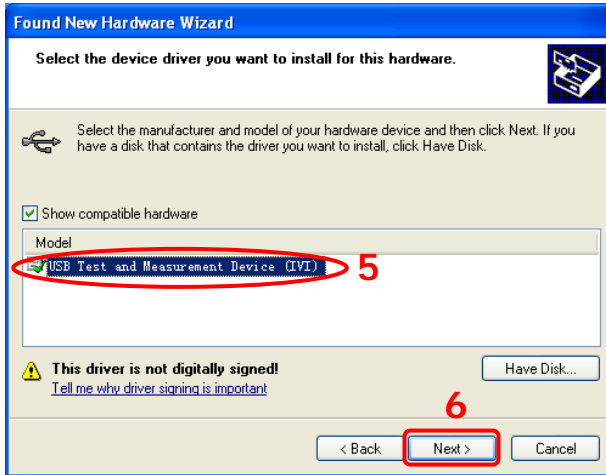 Found New Hardware Wizard
Select the device driver you want to install for this hardware.
Select the manufacturer and model of your hardware device and then click Next. If you
have a disk that contains the driver you want to install, click Have Disk.
Show compatible hardware
Model
USB Test and Measurement Device (IVI)
5
This driver is not digitally signed!
Tell me why driver signing is important
Have Disk...
6
< Back
Next >
Cancel